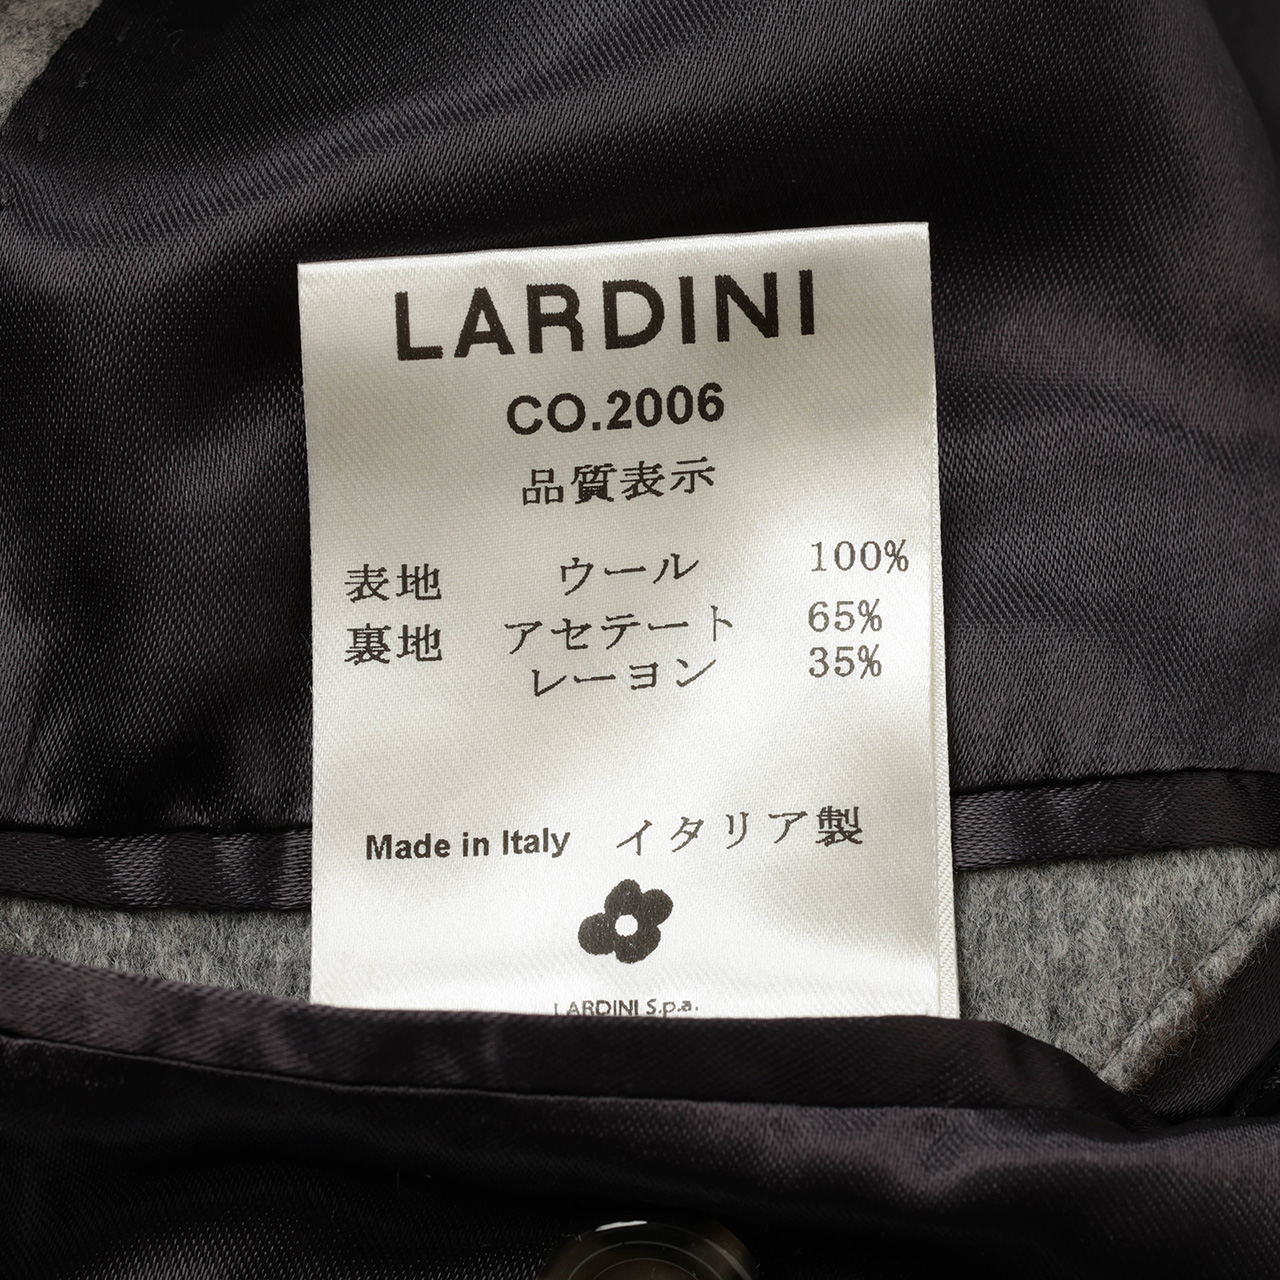 LARDINI
CO.2006
品質表示
表地 ウール 100%
裏地 アセテート 65%
レーヨン 35%
Made in Italy イタリア製
LARDINI S.p.a.